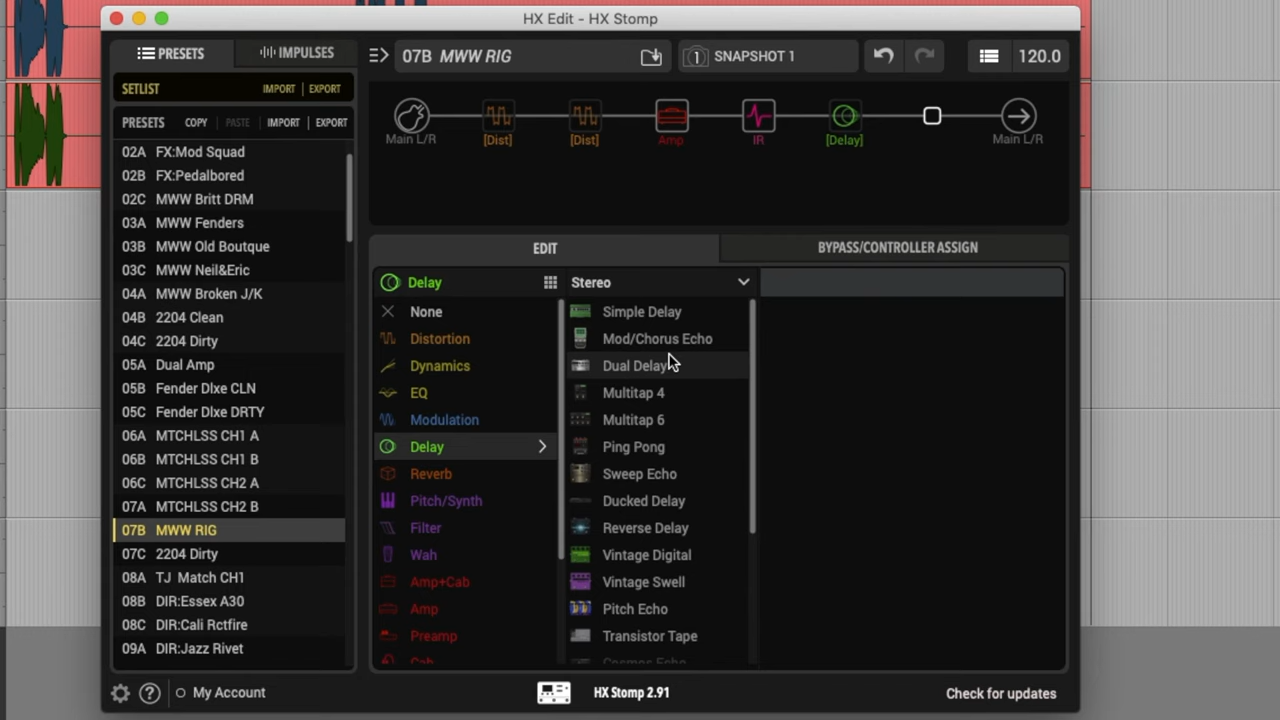 HX Edit - HX Stomp
PRESETS
IMPULSES
07B MWW RIG
1
SNAPSHOT 1
120.0
SETLIST
IMPORT | EXPORT
PRESETS
COPY
PASTE
IMPORT
EXPORT
02A FX:Mod Squad
02B FX:Pedalbored
02C MWW Britt DRM
03A MWW Fenders
03B MWW Old Boutque
03C MWW Neil&Eric
04A MWW Broken J/K
04B 2204 Clean
04C 2204 Dirty
05A Dual Amp
05B Fender Dlxe CLN
05C Fender Dlxe DRTY
06A MTCHLSS CH1 A
06B MTCHLSS CH1 B
06C MTCHLSS CH2 A
07A MTCHLSS CH2 B
07B MWW RIG
07C 2204 Dirty
08A TJ Match CH1
08B DIR:Essex A30
08C DIR:Cali Rctfire
09A DIR:Jazz Rivet
Main L/R
[Dist]
[Dist]
Amp
IR
[Delay]
Main L/R
EDIT
BYPASS/CONTROLLER ASSIGN
Delay
Stereo
None
Distortion
Dynamics
EQ
Modulation
Delay
Reverb
Pitch/Synth
Filter
Wah
Amp+Cab
Amp
Preamp
Cab
Simple Delay
Mod/Chorus Echo
Dual Delay
Multitap 4
Multitap 6
Ping Pong
Sweep Echo
Ducked Delay
Reverse Delay
Vintage Digital
Vintage Swell
Pitch Echo
Transistor Tape
Cosmos Echo
My Account
HX Stomp 2.91
Check for updates